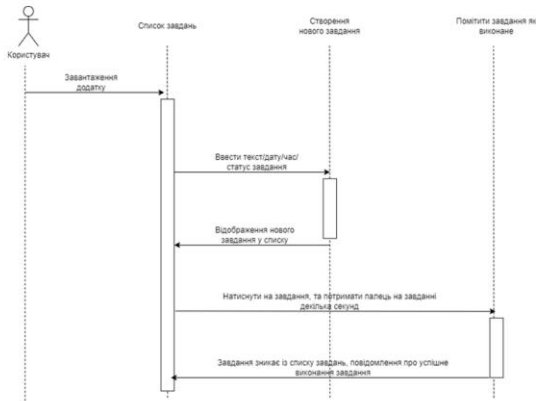 Список завдань
Створення
нового завдання
Помітити завдання як
виконане
Користувач
Завантаження
додатку
Ввести текст/дату/час/
статус завдання
Відображення нового
завдання у списку
Натиснути на завдання, та потримати палець на завданні
декілька секунд
Завдання зникає із списку завдань, повідомлення про успішне
виконання завдання